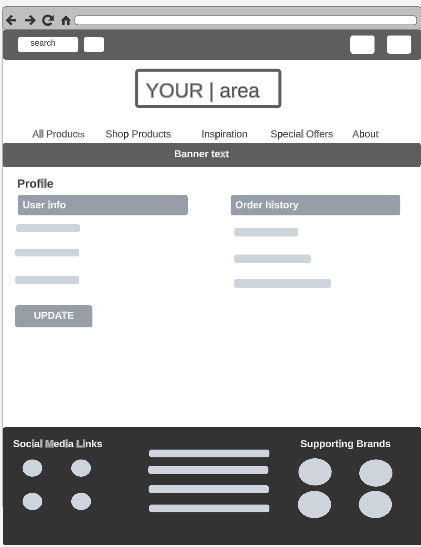 search
YOUR | area
All Products Shop Products Inspiration Special Offers About
Banner text
Profile
User info Order history
UPDATE
Social Media Links Supporting Brands